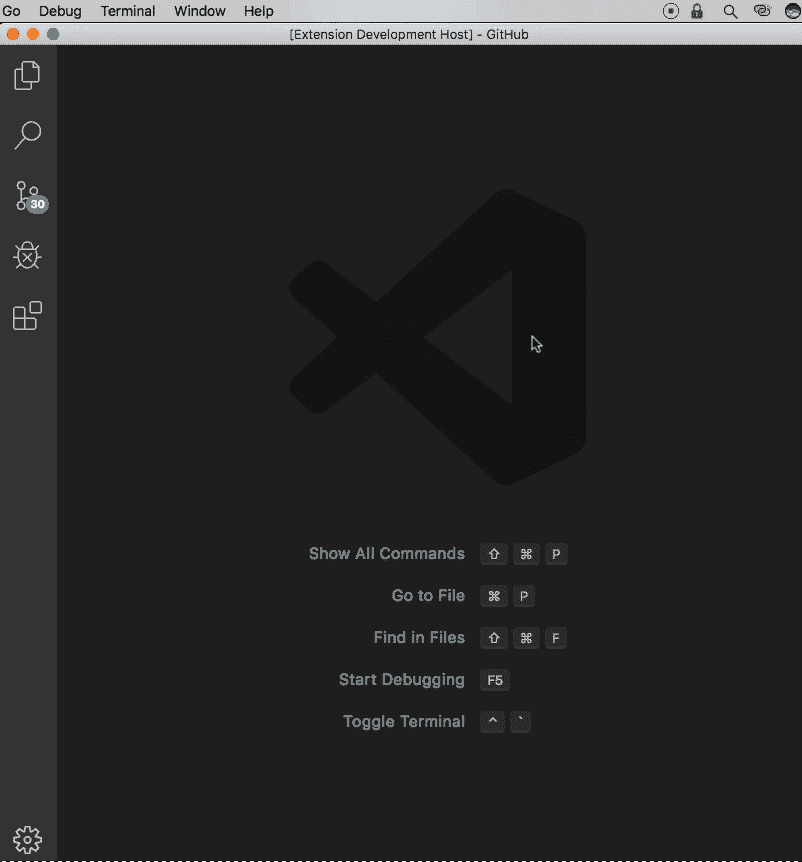 Go Debug Terminal Window Help
[Extension Development Host] - GitHub
30
Show All Commands ⇧ ⌘ P
Go to File ⌘ P
Find in Files ⇧ ⌘ F
Start Debugging F5
Toggle Terminal ^ `